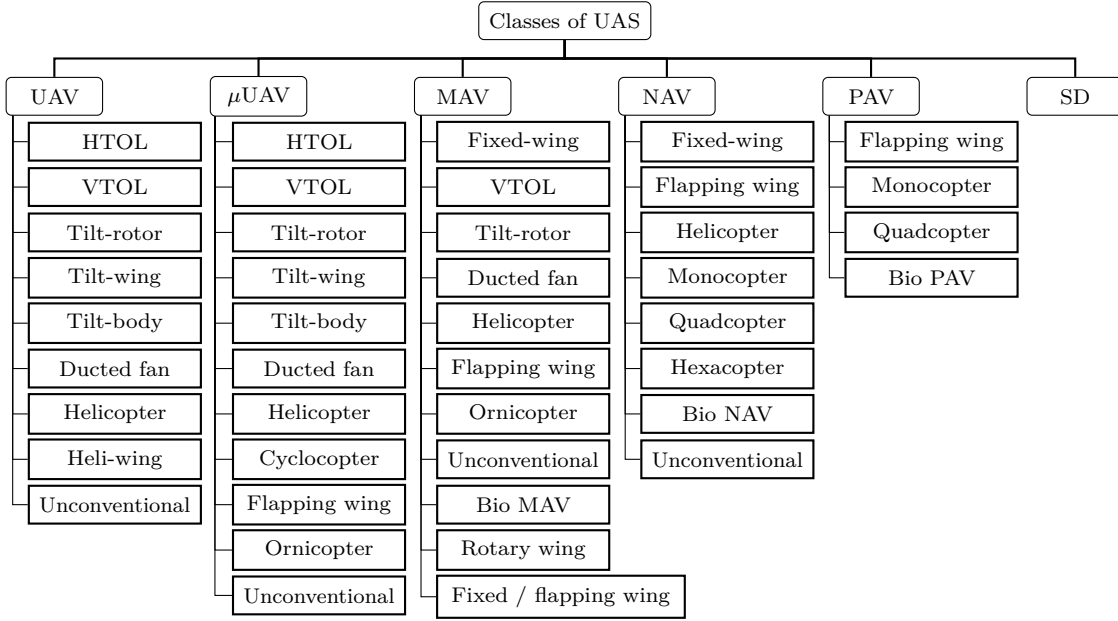 Classes of UAS
UAV
HTOL
VTOL
Tilt-rotor
Tilt-wing
Tilt-body
Ducted fan
Helicopter
Heli-wing
Unconventional
μUAV
HTOL
VTOL
Tilt-rotor
Tilt-wing
Tilt-body
Ducted fan
Helicopter
Cyclocopter
Flapping wing
Ornicopter
Unconventional
MAV
Fixed-wing
VTOL
Tilt-rotor
Ducted fan
Helicopter
Flapping wing
Ornicopter
Unconventional
Bio MAV
Rotary wing
Fixed / flapping wing
NAV
Fixed-wing
Flapping wing
Helicopter
Monocopter
Quadcopter
Hexacopter
Bio NAV
Unconventional
PAV
Flapping wing
Monocopter
Quadcopter
Bio PAV
SD